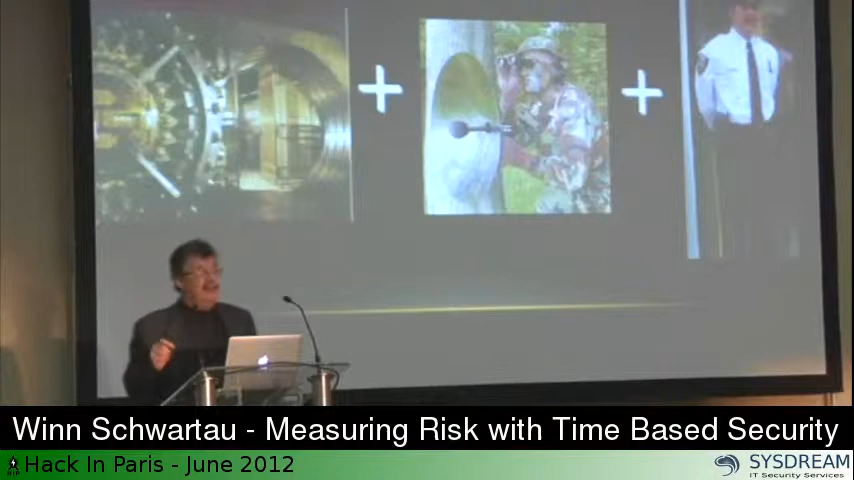 Winn Schwartau - Measuring Risk with Time Based Security
Hack In Paris - June 2012
SYSDREAM
IT Security Services